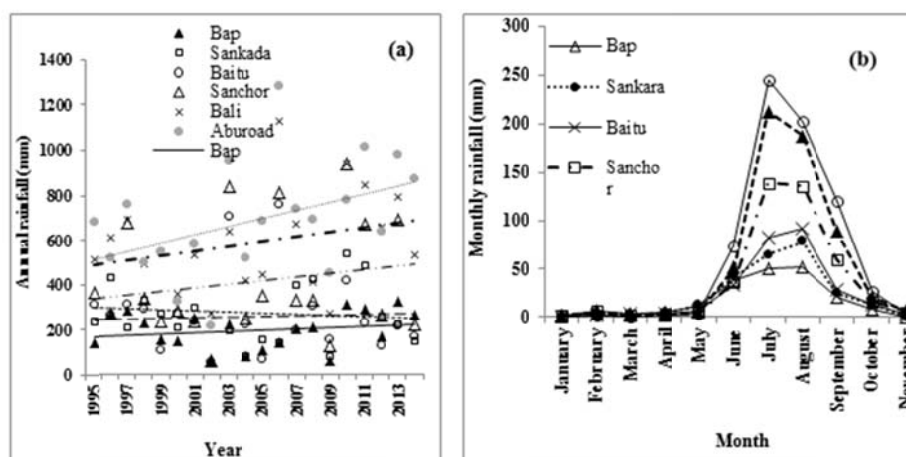 Bap
Sankada
Baitu
Sanchor
Bali
Aburoad
Bap
(a)
1400
1200
1000
800
600
400
200
0
Annual rainfall (mm)
1995
1997
1999
2001
2003
2005
2007
2009
2011
2013
Year
Bap
Sankara
Baitu
Sanchor
(b)
300
250
200
150
100
50
0
Monthly rainfall (mm)
January
February
March
April
May
June
July
August
September
October
November
Month